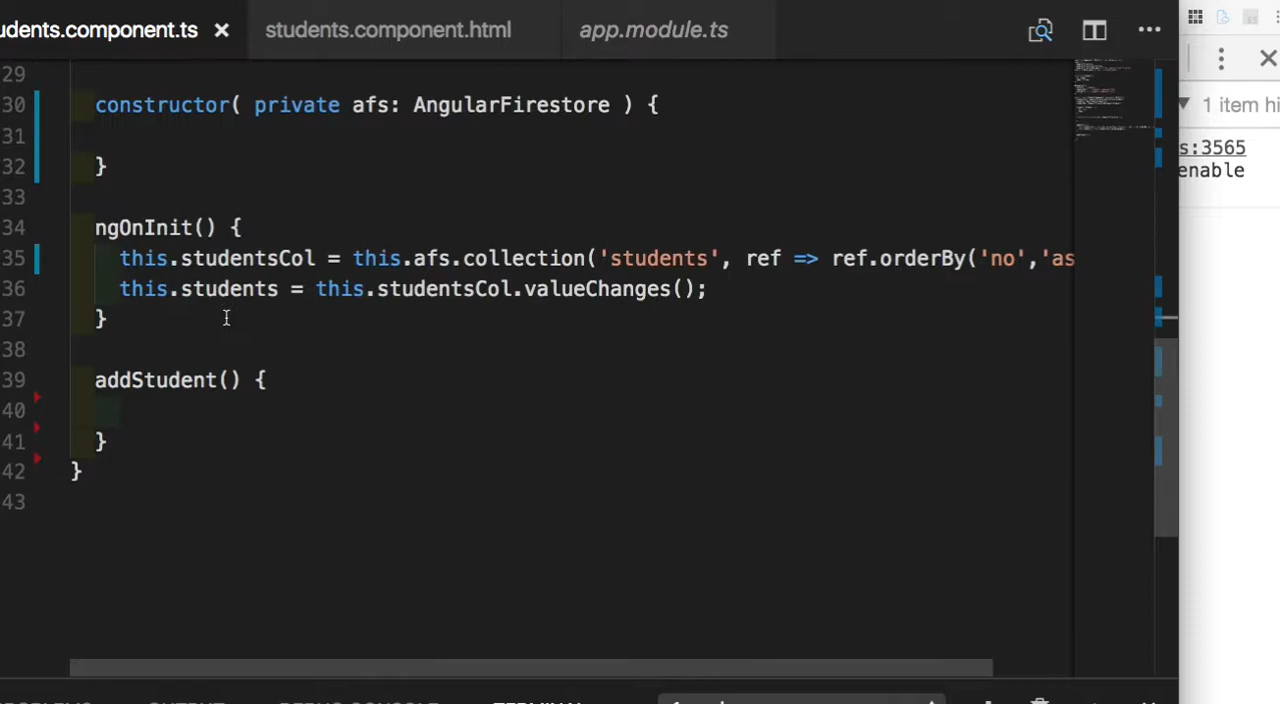 udents.component.ts
students.component.html
app.module.ts
1 item hi
s:3565
enable
29
30 constructor( private afs: AngularFirestore ) {
31
32 }
33
34 ngOnInit() {
35 this.studentsCol = this.afs.collection('students', ref => ref.orderBy('no','as
36 this.students = this.studentsCol.valueChanges();
37 }
38
39 addStudent() {
40
41 }
42 }
43